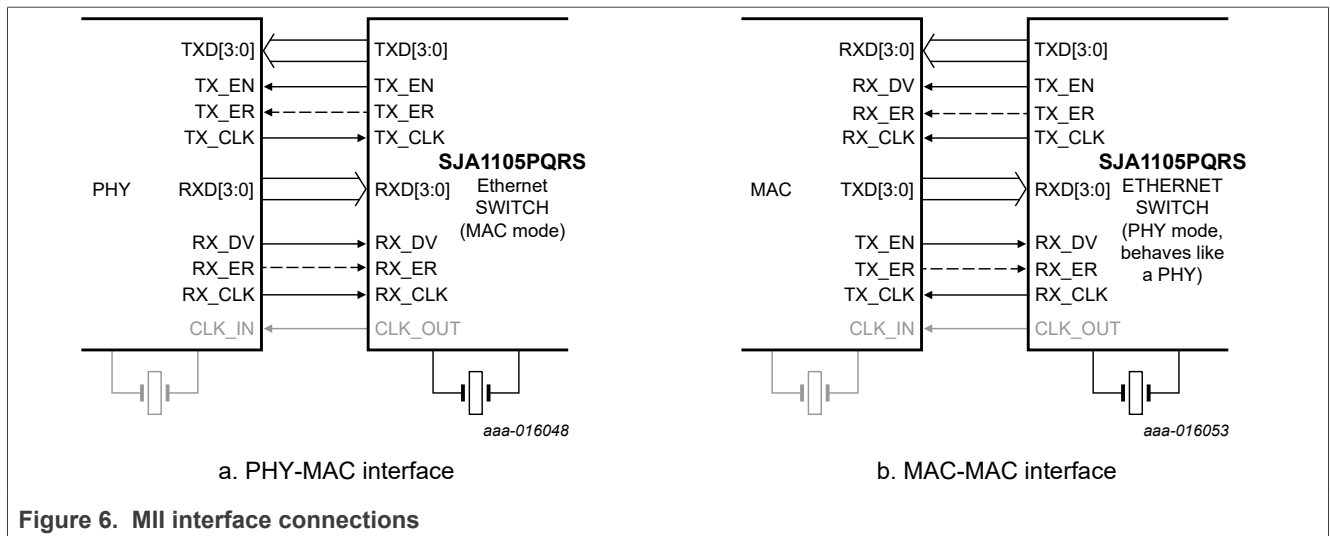 TXD[3:0] TXD[3:0]
TX_EN TX_EN
TX_ER TX_ER
TX_CLK TX_CLK
SJA1105PQRS
PHY RXD[3:0] RXD[3:0] Ethernet
SWITCH
(MAC mode)
RX_DV RX_DV
RX_ER RX_ER
RX_CLK RX_CLK
CLK_IN CLK_OUT
aaa-016048
a. PHY-MAC interface
RXD[3:0] TXD[3:0]
RX_DV TX_EN
RX_ER TX_ER
RX_CLK TX_CLK
SJA1105PQRS
MAC TXD[3:0] RXD[3:0] ETHERNET
SWITCH
(PHY mode,
TX_EN RX_DV behaves like
TX_ER RX_ER a PHY)
TX_CLK RX_CLK
CLK_IN CLK_OUT
aaa-016053
b. MAC-MAC interface
Figure 6. MII interface connections